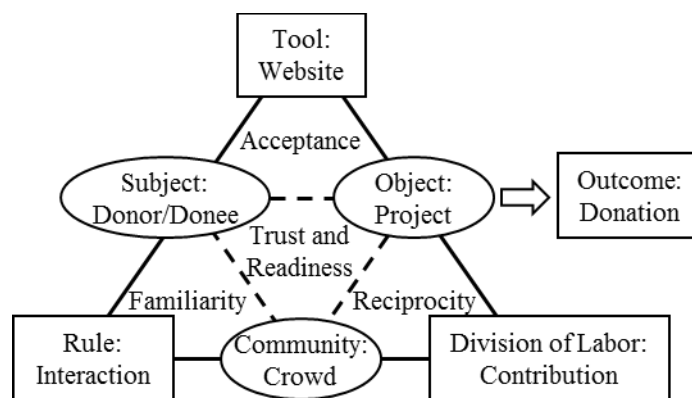 Tool:
Website
Acceptance
Subject:
Donor/Donee
Object:
Project
Outcome:
Donation
Trust and
Readiness
Familiarity
Reciprocity
Rule:
Interaction
Community:
Crowd
Division of Labor:
Contribution